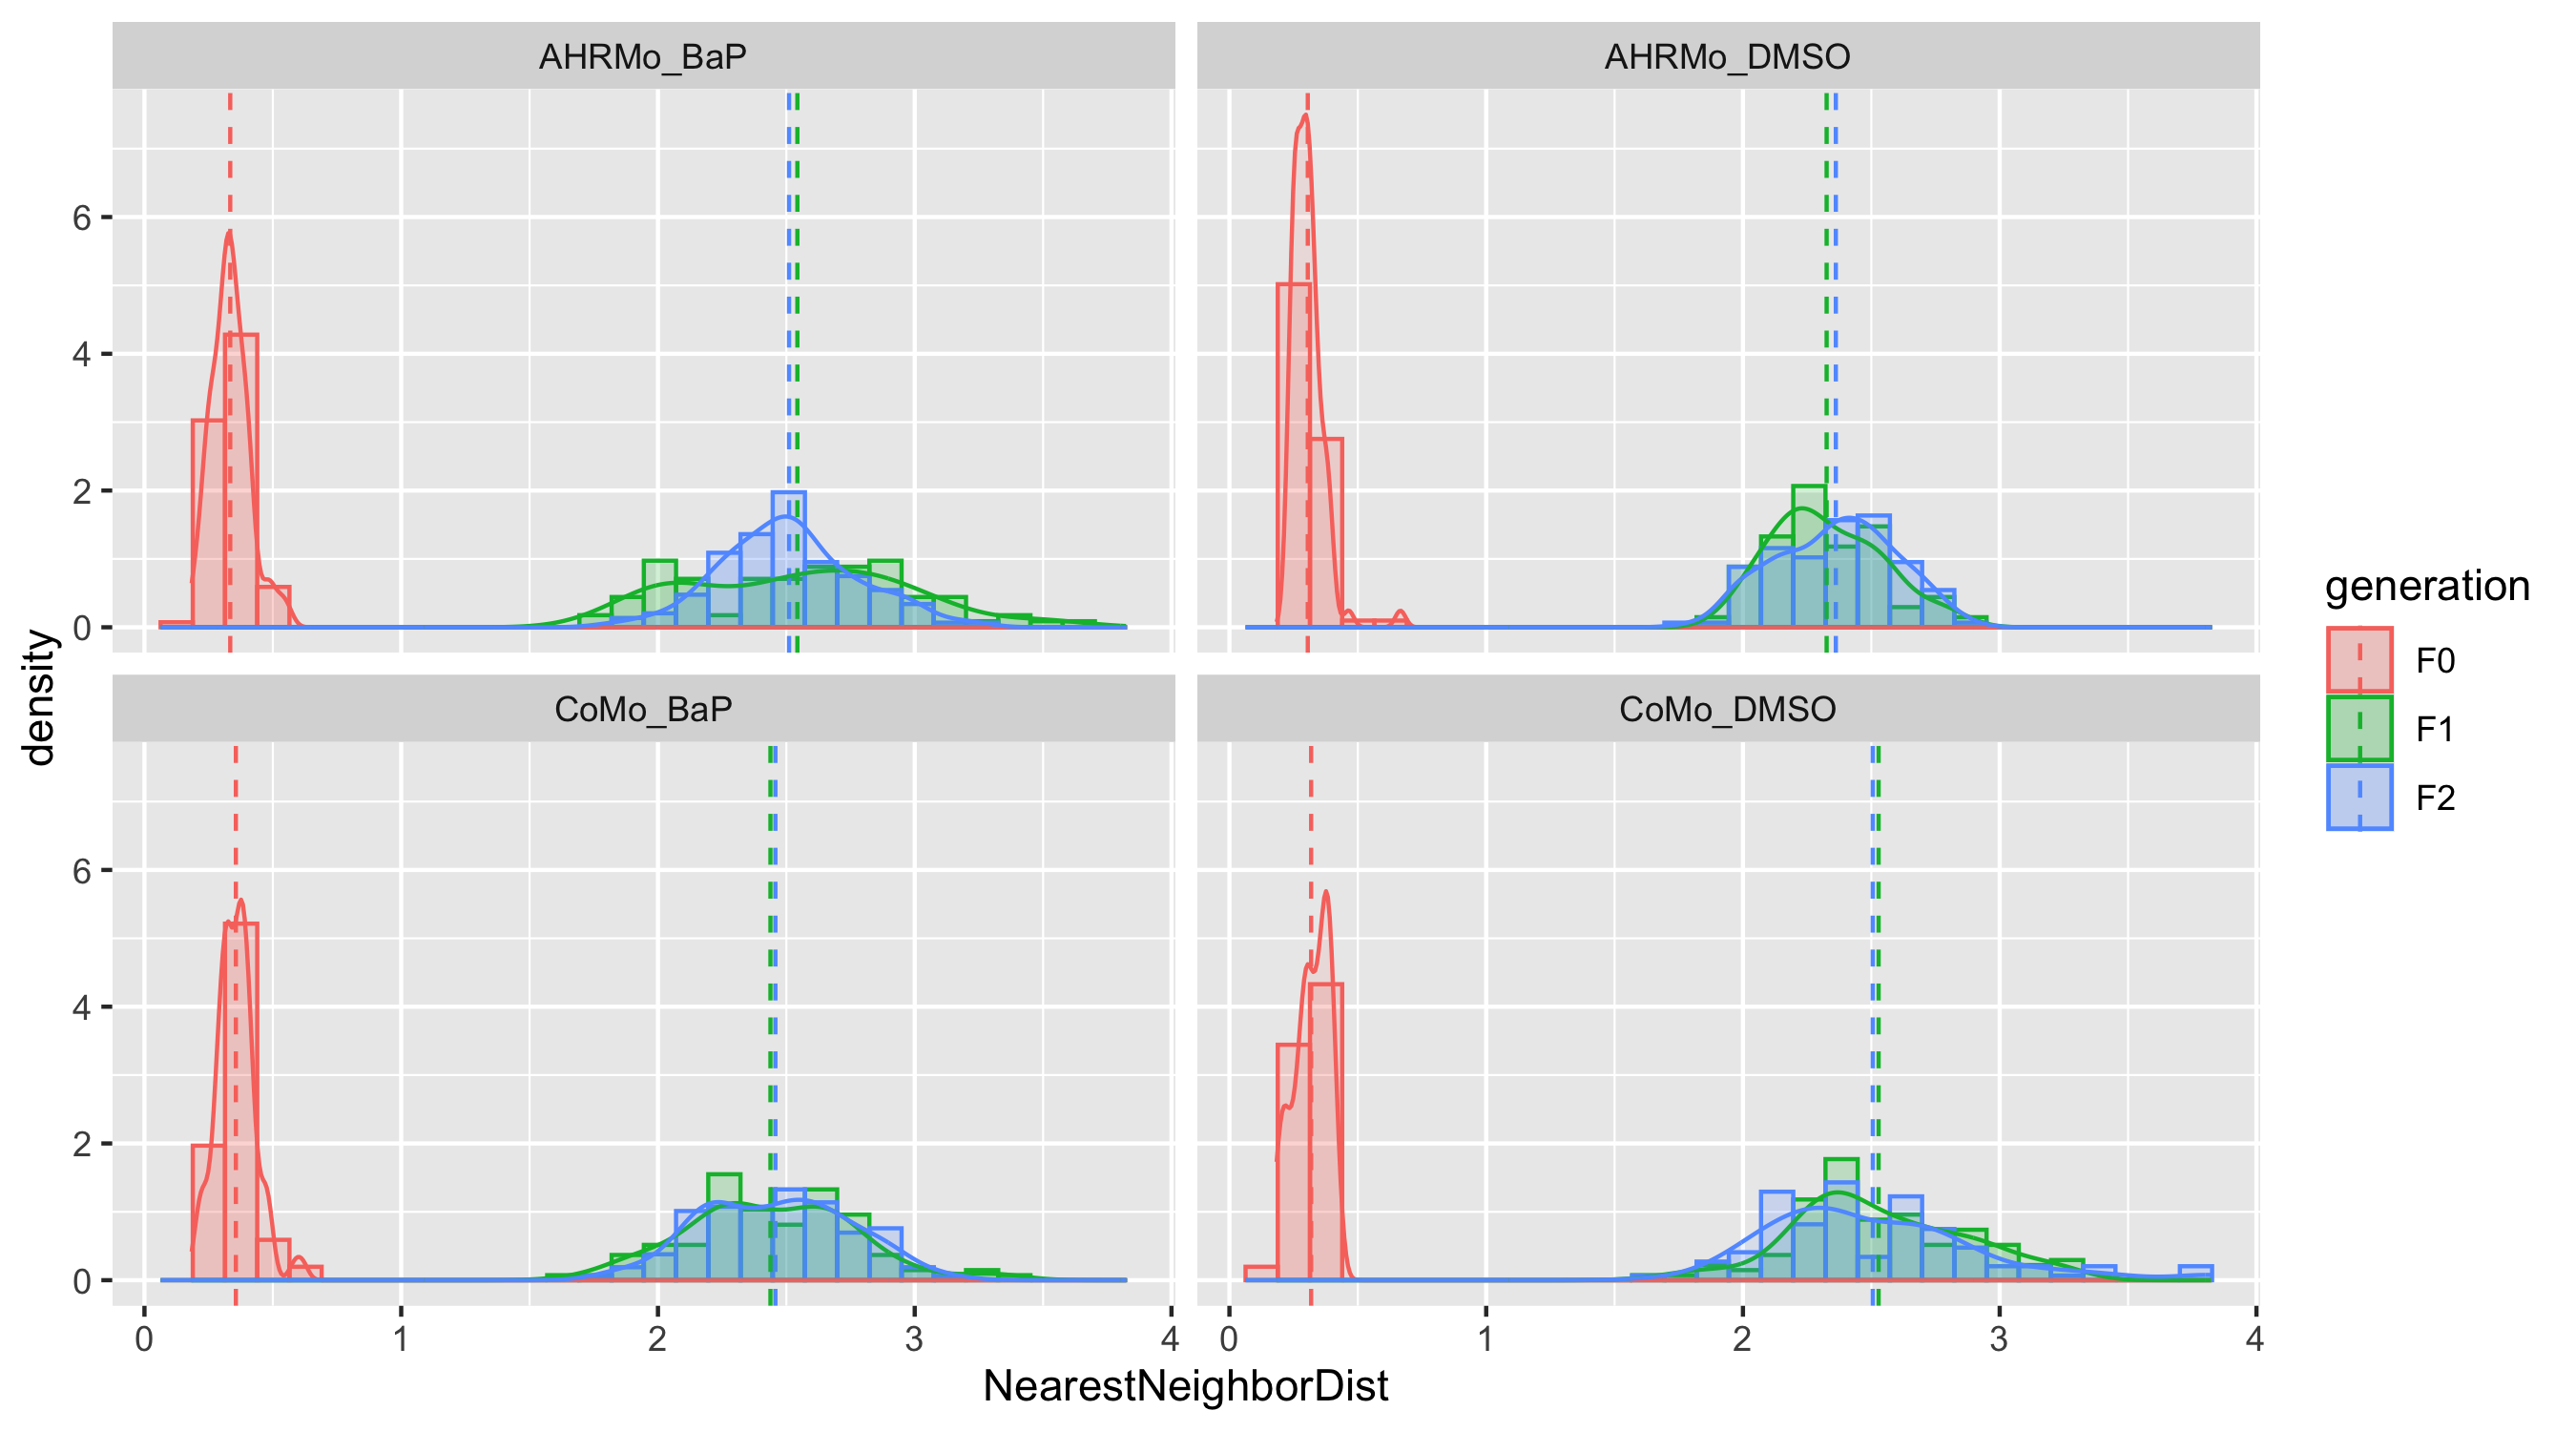 AHRMo_BaP
AHRMo_DMSO
6
4
2
0
CoMo_BaP
CoMo_DMSO
6
4
2
0
0 1 2 3 4
0 1 2 3 4
density
NearestNeighborDist
generation
F0
F1
F2